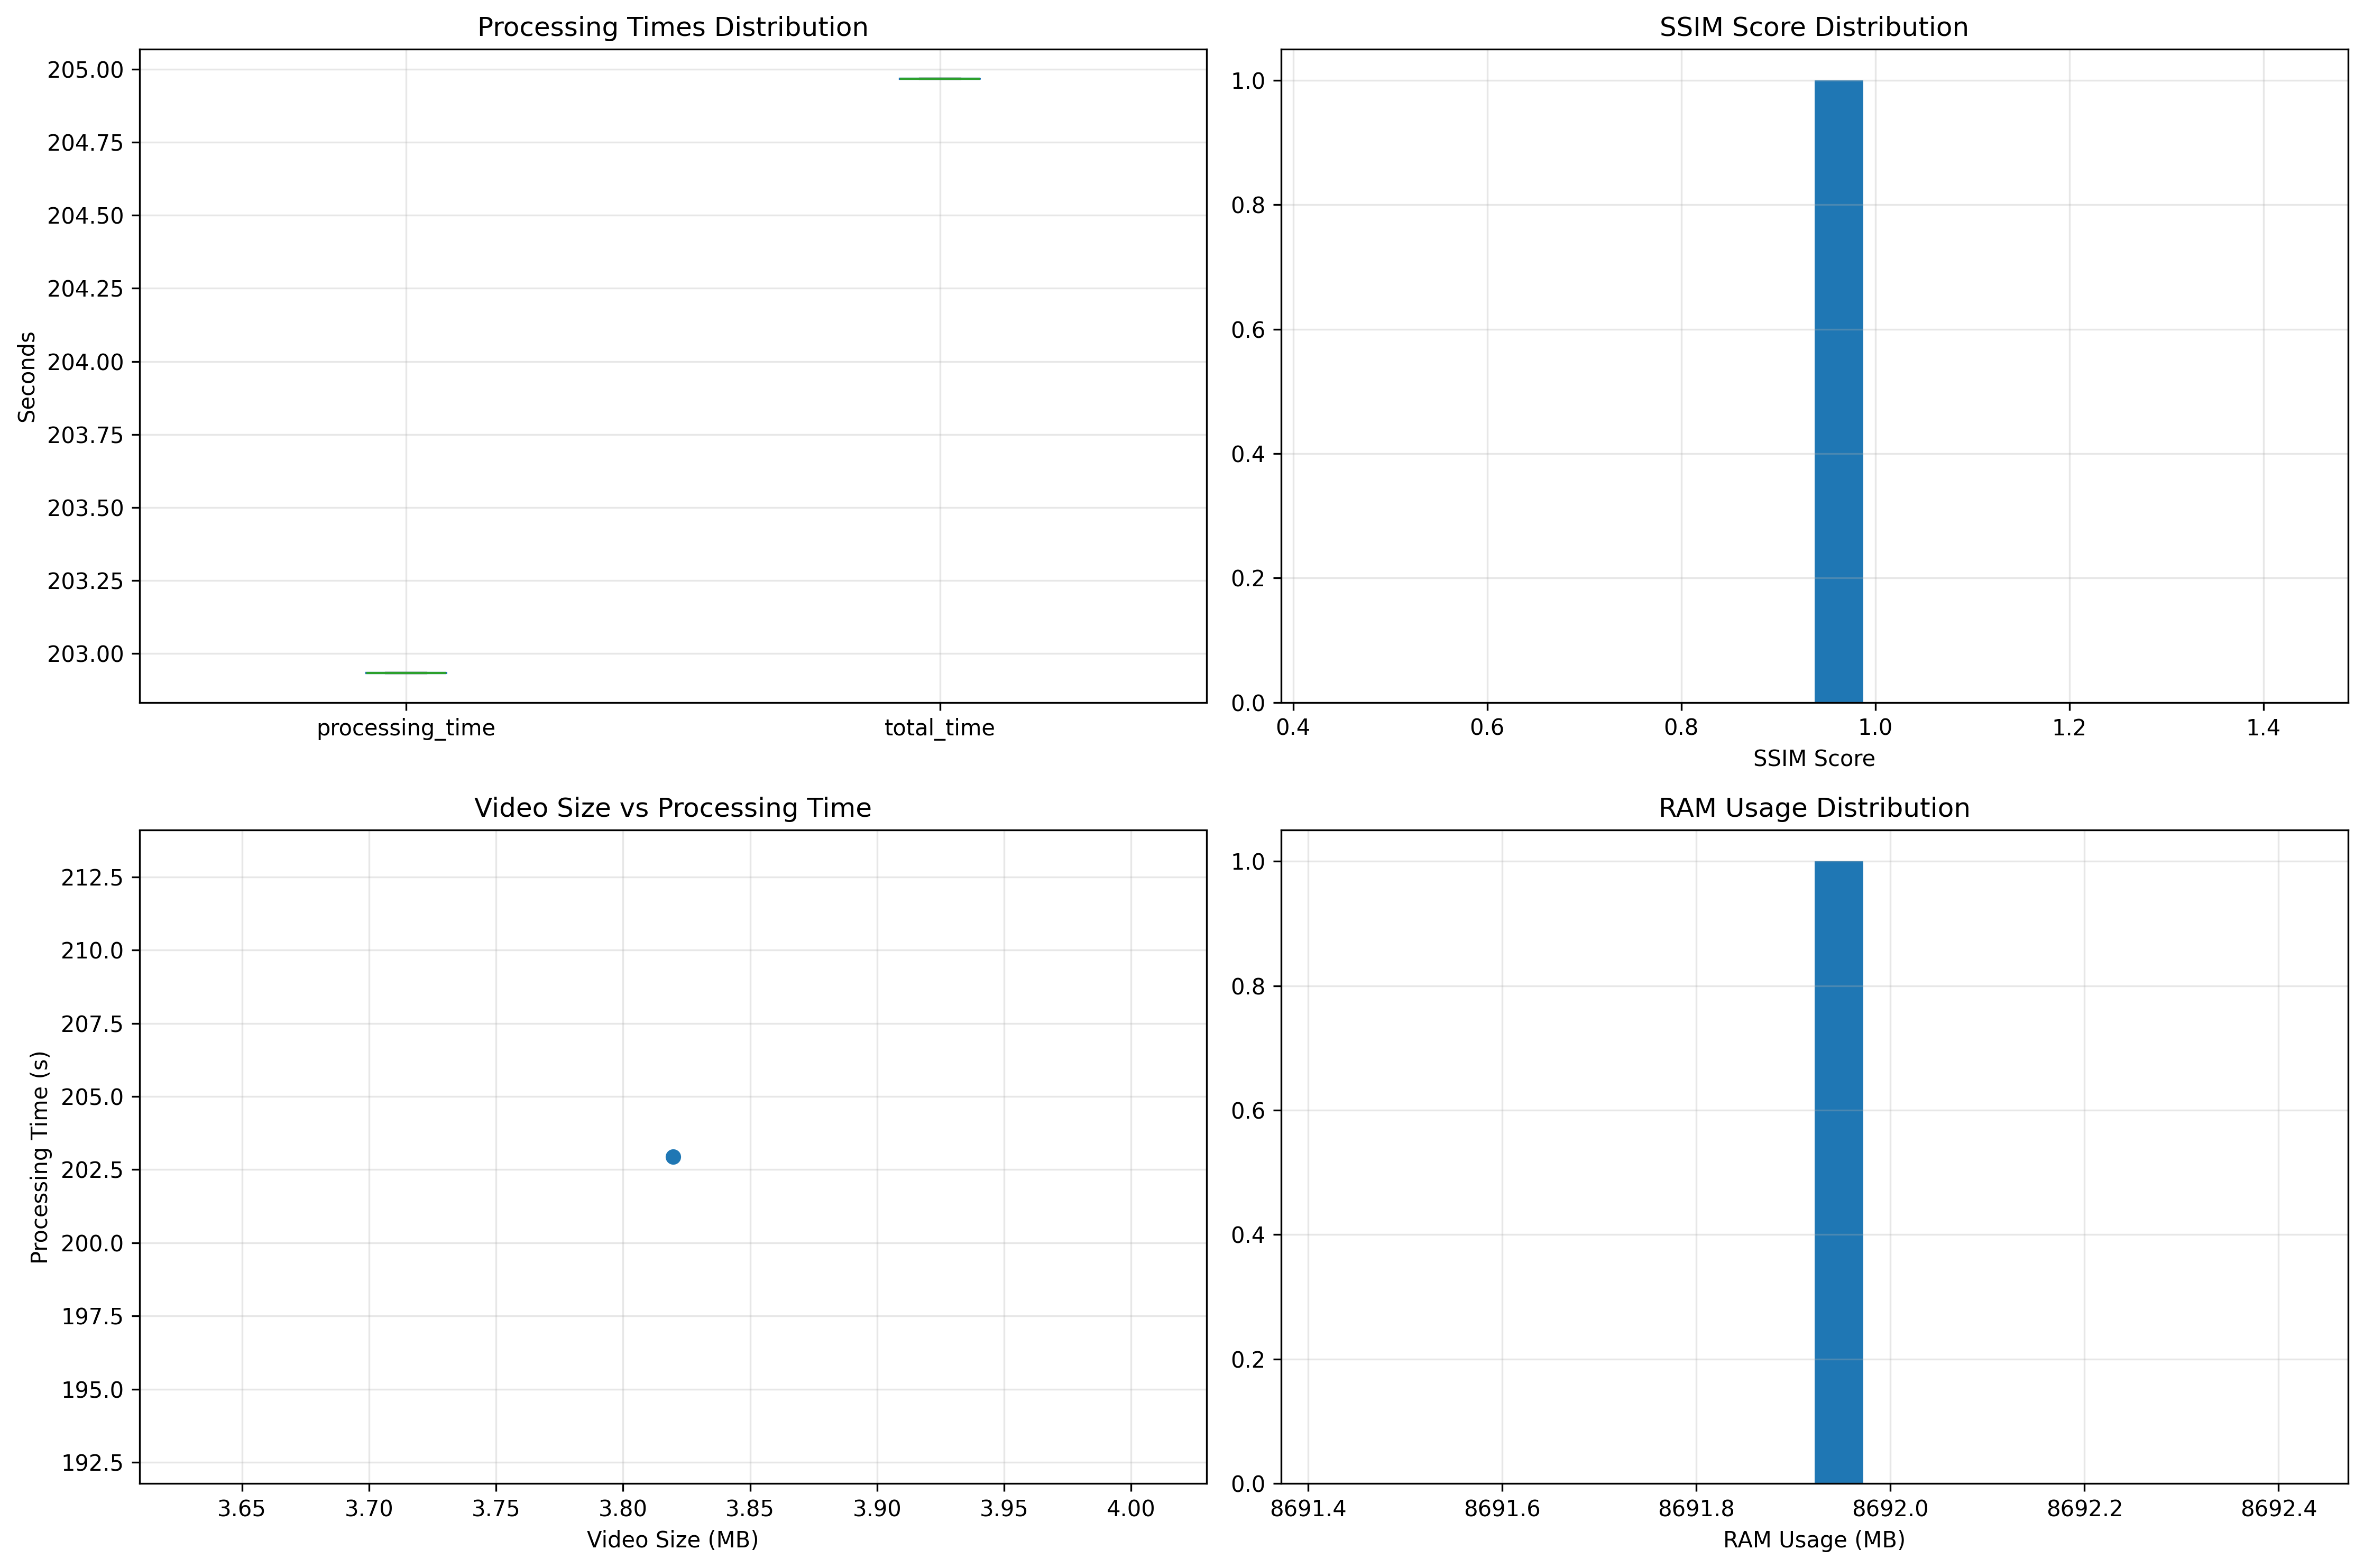 Processing Times Distribution
205.00
204.75
204.50
204.25
204.00
203.75
203.50
203.25
203.00
Seconds
processing_time total_time
SSIM Score Distribution
1.0
0.8
0.6
0.4
0.2
0.0
0.4 0.6 0.8 1.0 1.2 1.4
SSIM Score
Video Size vs Processing Time
212.5
210.0
207.5
205.0
202.5
200.0
197.5
195.0
192.5
Processing Time (s)
3.65 3.70 3.75 3.80 3.85 3.90 3.95 4.00
Video Size (MB)
RAM Usage Distribution
1.0
0.8
0.6
0.4
0.2
0.0
8691.4 8691.6 8691.8 8692.0 8692.2 8692.4
RAM Usage (MB)